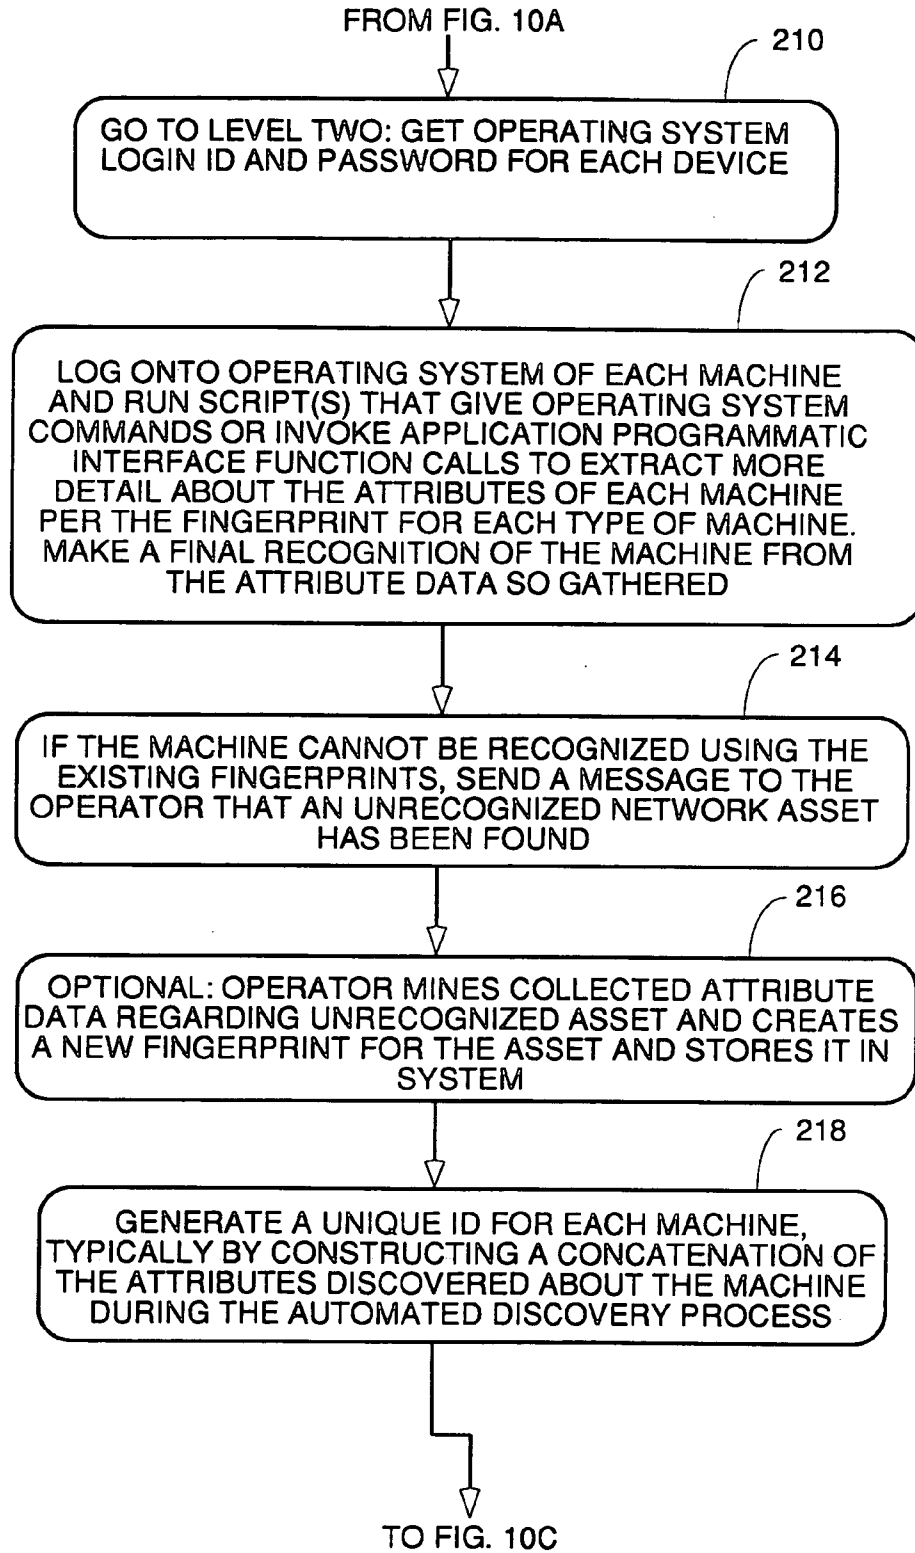 FROM FIG. 10A
210
GO TO LEVEL TWO: GET OPERATING SYSTEM
LOGIN ID AND PASSWORD FOR EACH DEVICE
212
LOG ONTO OPERATING SYSTEM OF EACH MACHINE
AND RUN SCRIPT(S) THAT GIVE OPERATING SYSTEM
COMMANDS OR INVOKE APPLICATION PROGRAMMATIC
INTERFACE FUNCTION CALLS TO EXTRACT MORE
DETAIL ABOUT THE ATTRIBUTES OF EACH MACHINE
PER THE FINGERPRINT FOR EACH TYPE OF MACHINE.
MAKE A FINAL RECOGNITION OF THE MACHINE FROM
THE ATTRIBUTE DATA SO GATHERED
214
IF THE MACHINE CANNOT BE RECOGNIZED USING THE
EXISTING FINGERPRINTS, SEND A MESSAGE TO THE
OPERATOR THAT AN UNRECOGNIZED NETWORK ASSET
HAS BEEN FOUND
216
OPTIONAL: OPERATOR MINES COLLECTED ATTRIBUTE
DATA REGARDING UNRECOGNIZED ASSET AND CREATES
A NEW FINGERPRINT FOR THE ASSET AND STORES IT IN
SYSTEM
218
GENERATE A UNIQUE ID FOR EACH MACHINE,
TYPICALLY BY CONSTRUCTING A CONCATENATION OF
THE ATTRIBUTES DISCOVERED ABOUT THE MACHINE
DURING THE AUTOMATED DISCOVERY PROCESS
TO FIG. 10C